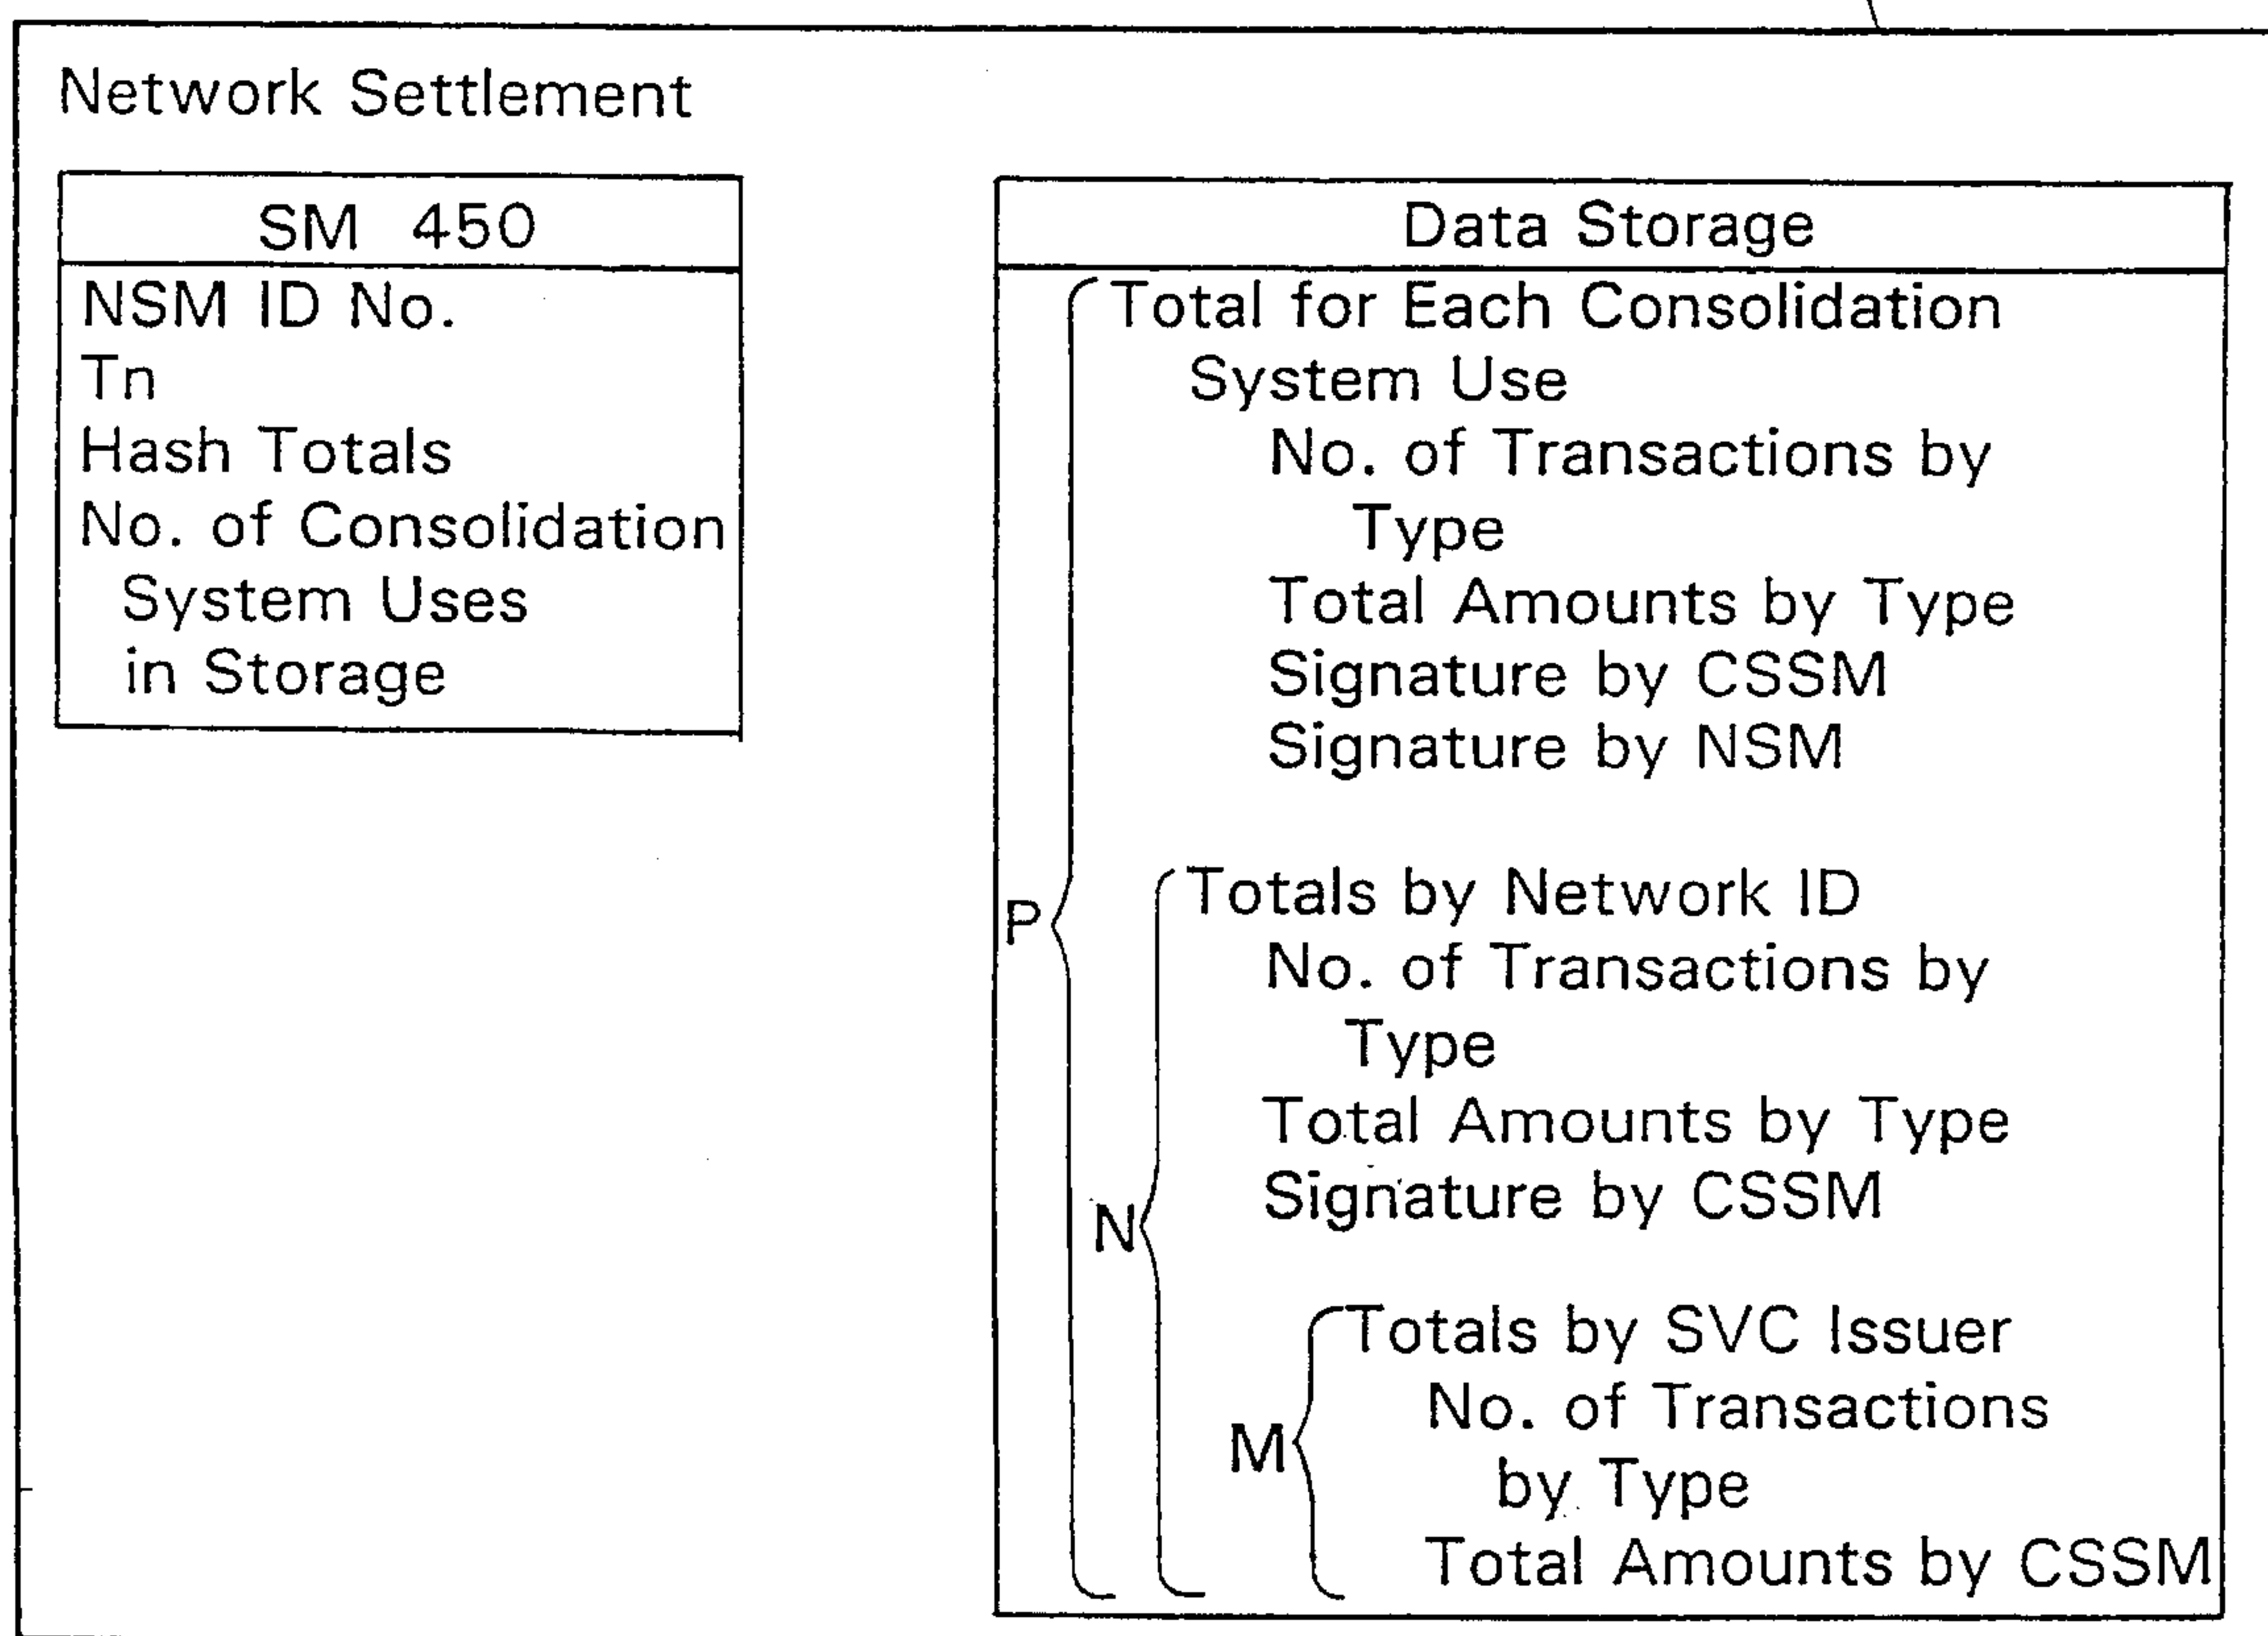 Network Settlement
SM 450
NSM ID No.
Tn
Hash Totals
No. of Consolidation
System Uses
in Storage
Data Storage
Total for Each Consolidation
System Use
No. of Transactions by
Type
Total Amounts by Type
Signature by CSSM
Signature by NSM
P
Totals by Network ID
No. of Transactions by
Type
Total Amounts by Type
Signature by CSSM
N
Totals by SVC Issuer
No. of Transactions
M
by Type
Total Amounts by CSSM